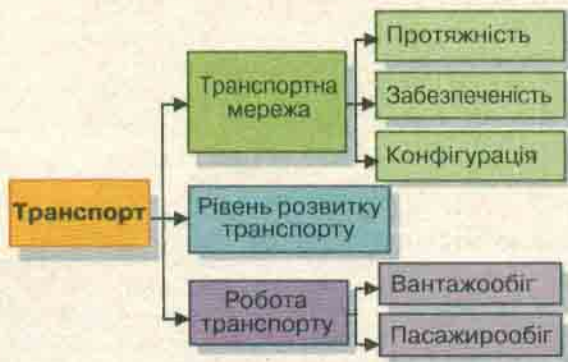 Транспорт
Транспортна
мережа
Протяжність
Забезпеченість
Конфігурація
Рівень розвитку
транспорту
Робота
транспорту
Вантажообіг
Пасажирообіг